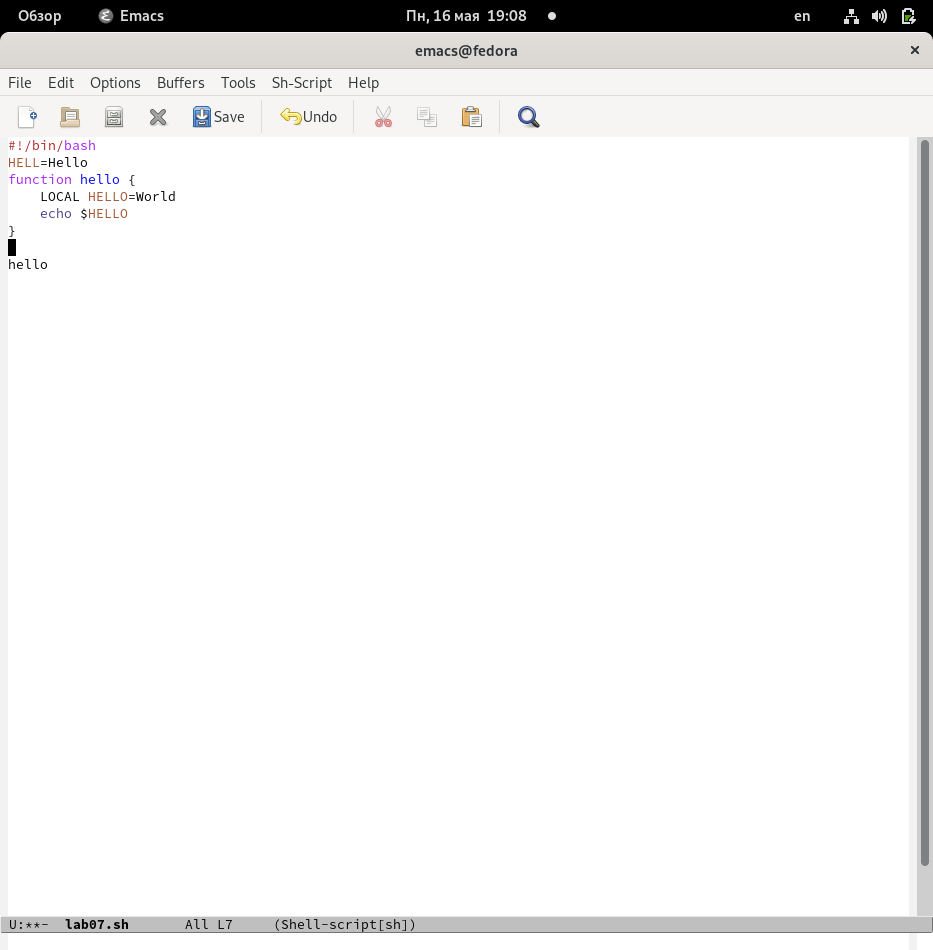 Обзор Emacs Пн, 16 мая 19:08 en
emacs@fedora
File Edit Options Buffers Tools Sh-Script Help
Save Undo
#!/bin/bash
HELL=Hello
function hello {
    LOCAL HELLO=World
    echo $HELLO
}
hello
U:**- lab07.sh All L7 (Shell-script[sh])